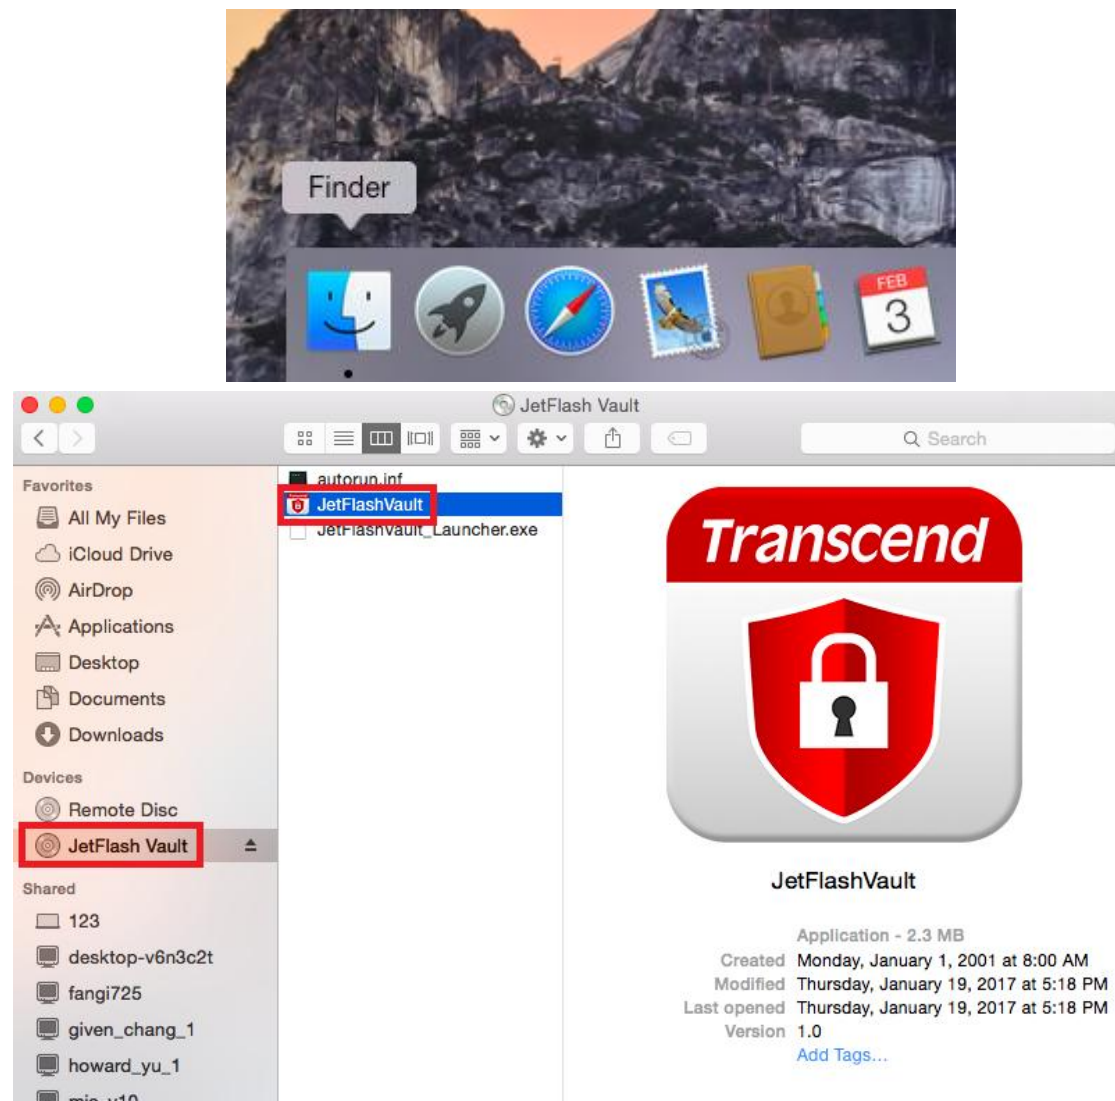 Finder
FEB
3
JetFlash Vault
Search
Favorites
All My Files
iCloud Drive
AirDrop
Applications
Desktop
Documents
Downloads
Devices
Remote Disc
JetFlash Vault
Shared
123
desktop-v6n3c2t
fangi725
given_chang_1
howard_yu_1
autorun.inf
JetFlashVault
JetFlashVault_Launcher.exe
Transcend
JetFlashVault
Application - 2.3 MB
Created Monday, January 1, 2001 at 8:00 AM
Modified Thursday, January 19, 2017 at 5:18 PM
Last opened Thursday, January 19, 2017 at 5:18 PM
Version 1.0
Add Tags...